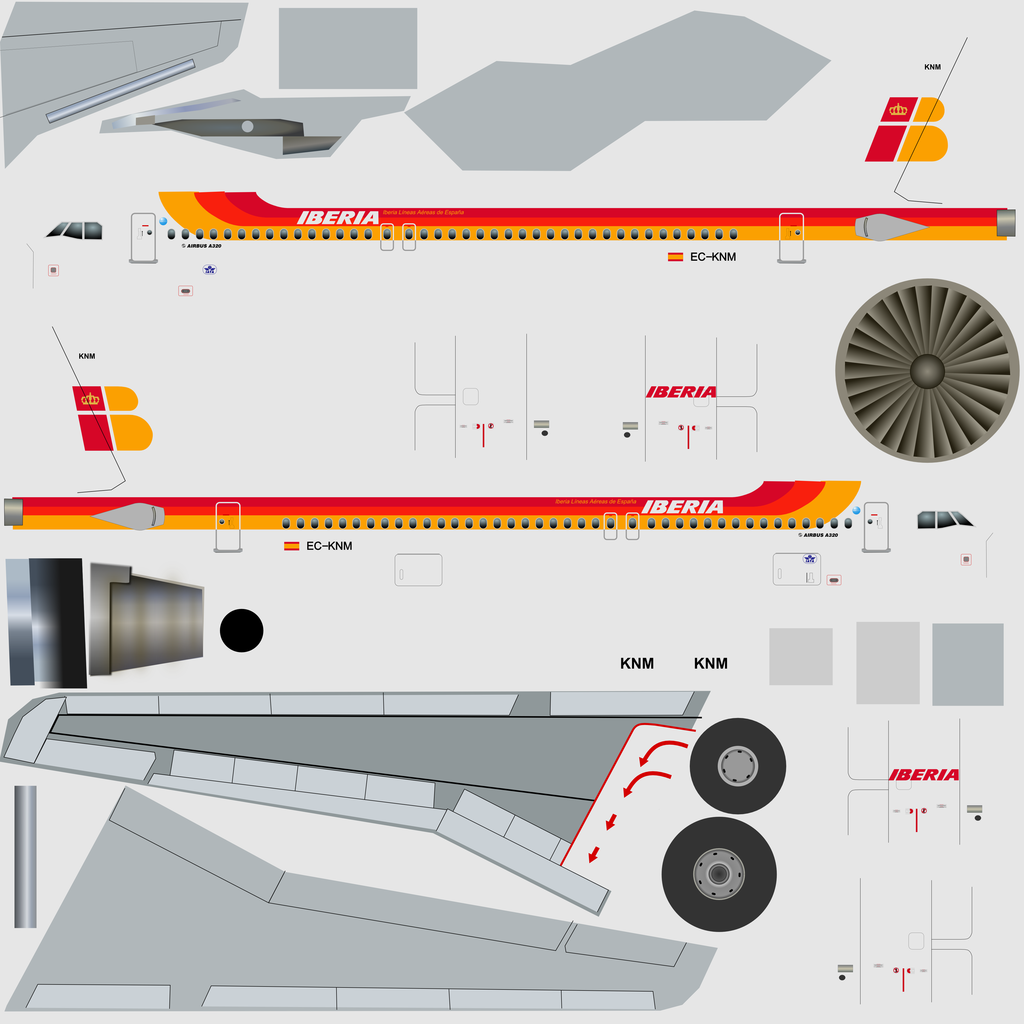 KNM
IBERIA Iberia Líneas Aéreas de España
AIRBUS A320
EC-KNM
KNM
IBERIA
Iberia Líneas Aéreas de España IBERIA
AIRBUS A320
EC-KNM
KNM KNM
IBERIA